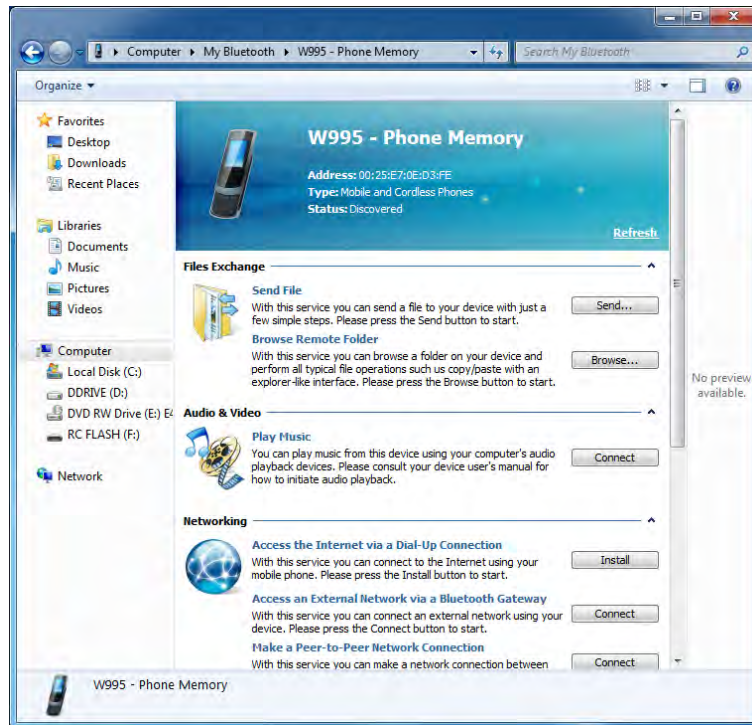 Computer ▸ My Bluetooth ▸ W995 - Phone Memory
Search My Bluetooth
Organize
Favorites
Desktop
Downloads
Recent Places
Libraries
Documents
Music
Pictures
Videos
Computer
Local Disk (C:)
DDRIVE (D:)
DVD RW Drive (E:) E4
RC FLASH (F:)
Network
W995 - Phone Memory
Address: 00:25:E7:0E:D3:FE
Type: Mobile and Cordless Phones
Status: Discovered
Refresh
Files Exchange
Send File
With this service you can send a file to your device with just a
few simple steps. Please press the Send button to start.
Send...
Browse Remote Folder
With this service you can browse a folder on your device and
perform all typical file operations such us copy/paste with an
explorer-like interface. Please press the Browse button to start.
Browse...
Audio & Video
Play Music
You can play music from this device using your computer's audio
playback devices. Please consult your device user's manual for
how to initiate audio playback.
Connect
Networking
Access the Internet via a Dial-Up Connection
With this service you can connect to the Internet using your
mobile phone. Please press the Install button to start.
Install
Access an External Network via a Bluetooth Gateway
With this service you can connect an external network using your
device. Please press the Connect button to start.
Connect
Make a Peer-to-Peer Network Connection
With this service you can make a network connection between
Connect
No preview
available.
W995 - Phone Memory